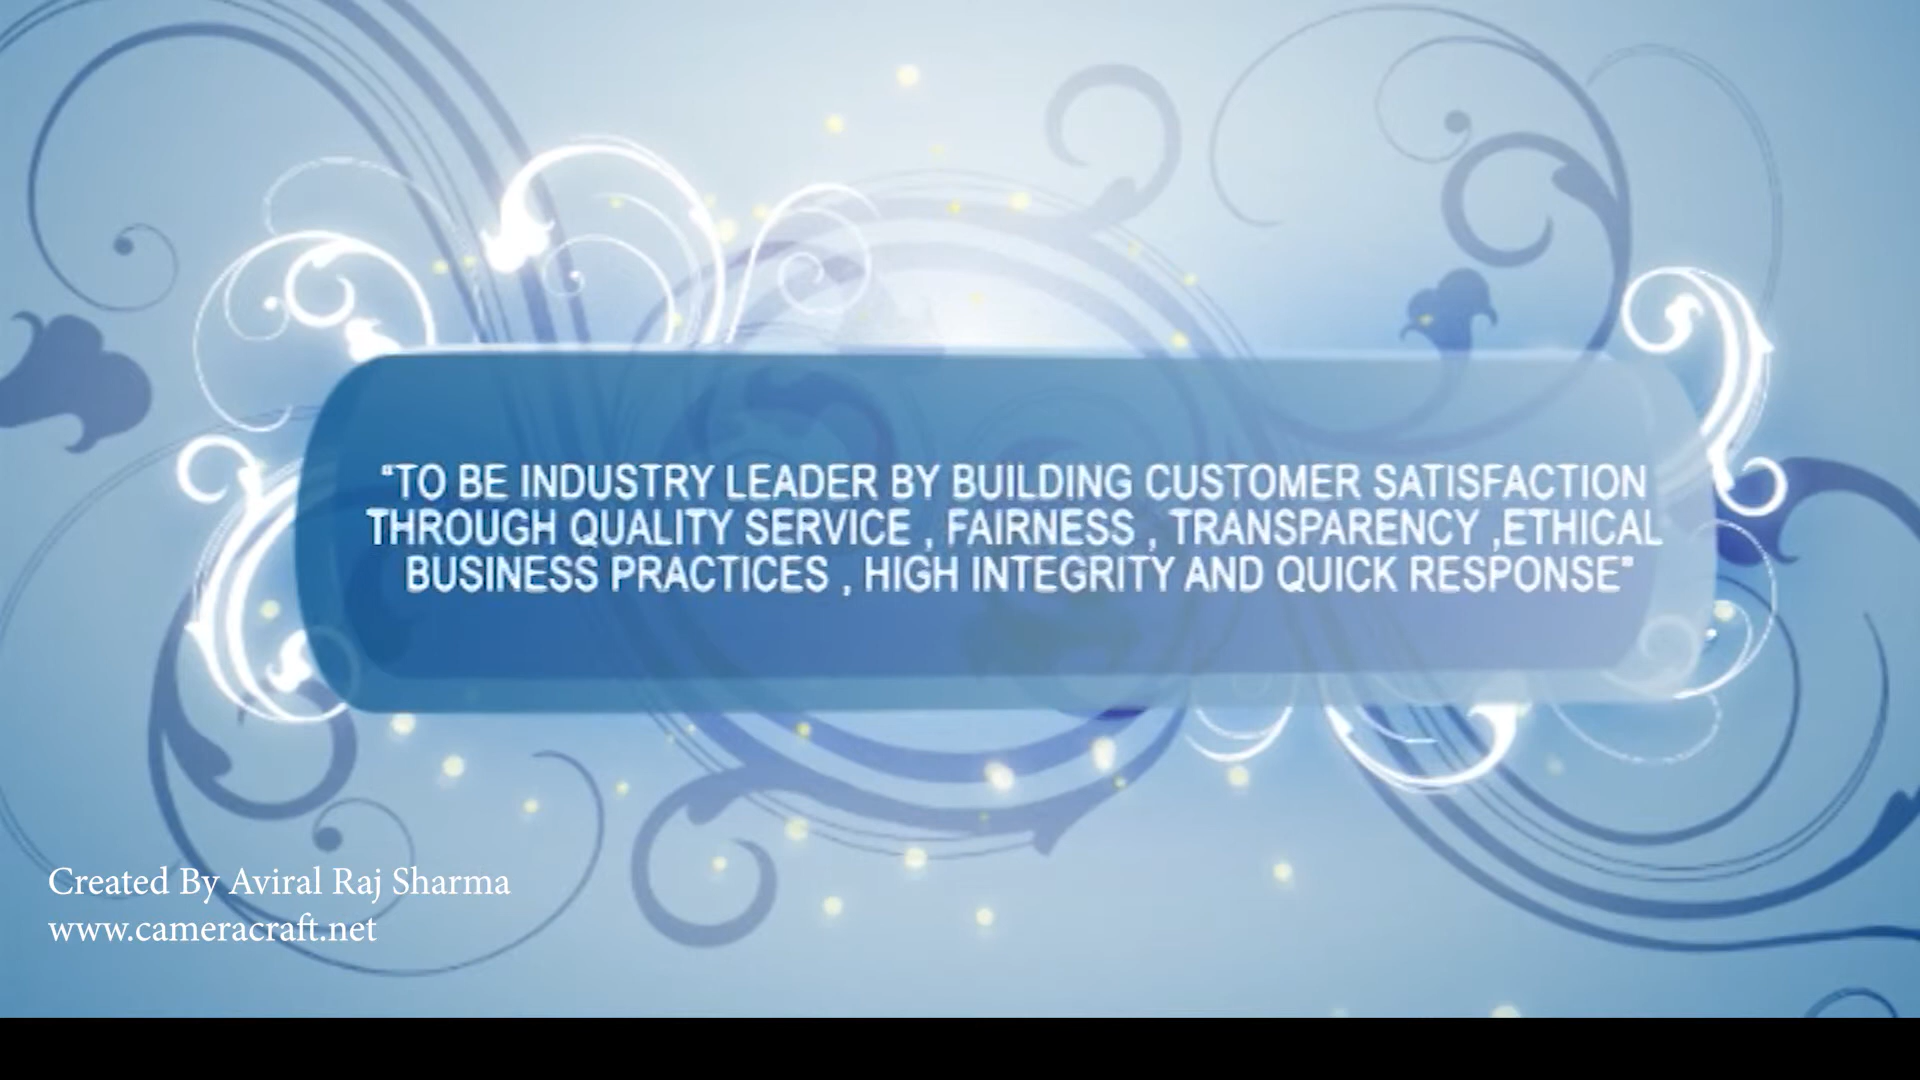 “TO BE INDUSTRY LEADER BY BUILDING CUSTOMER SATISFACTION
THROUGH QUALITY SERVICE , FAIRNESS , TRANSPARENCY ,ETHICAL
BUSINESS PRACTICES , HIGH INTEGRITY AND QUICK RESPONSE”
Created By Aviral Raj Sharma
www.cameracraft.net